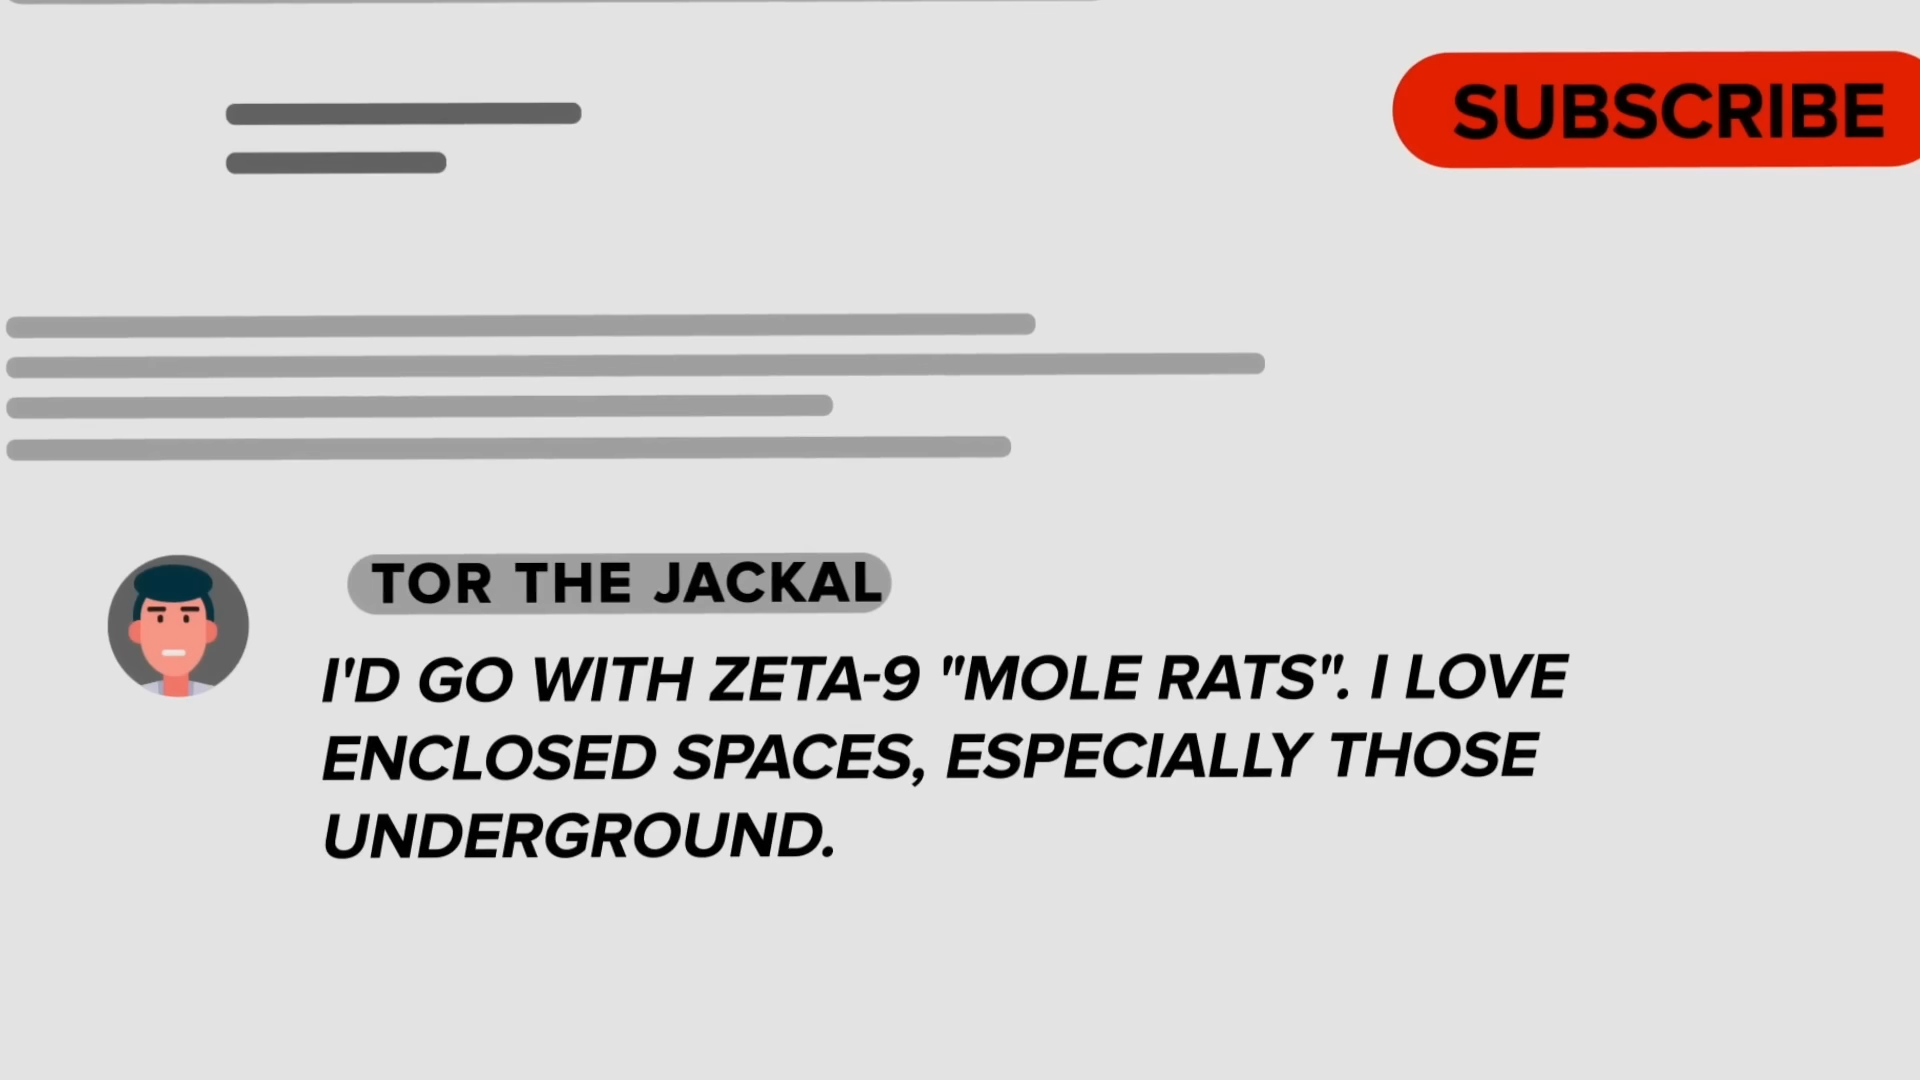 SUBSCRIBE
TOR THE JACKAL
I'D GO WITH ZETA-9 "MOLE RATS". I LOVE
ENCLOSED SPACES, ESPECIALLY THOSE
UNDERGROUND.